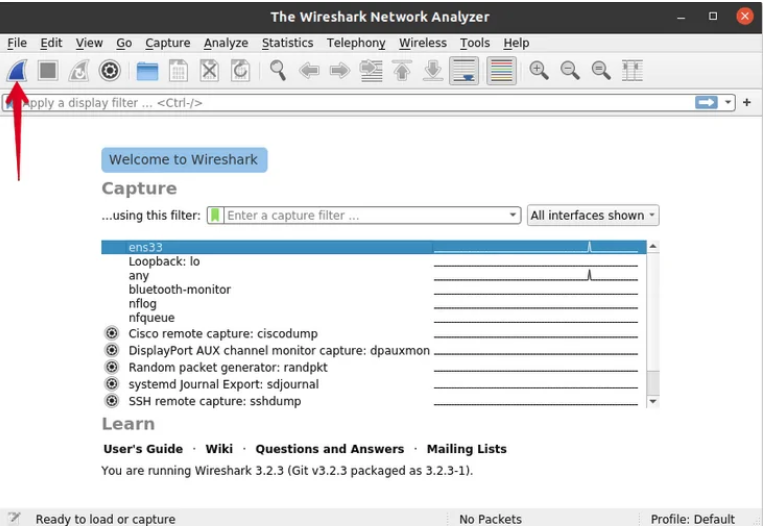 The Wireshark Network Analyzer
File Edit View Go Capture Analyze Statistics Telephony Wireless Tools Help
pply a display filter ... <Ctrl-/>
Welcome to Wireshark
Capture
...using this filter: Enter a capture filter ... All interfaces shown
ens33
Loopback: lo
any
bluetooth-monitor
nflog
nfqueue
Cisco remote capture: ciscodump
DisplayPort AUX channel monitor capture: dpauxmon
Random packet generator: randpkt
systemd Journal Export: sdjournal
SSH remote capture: sshdump
Learn
User's Guide · Wiki · Questions and Answers · Mailing Lists
You are running Wireshark 3.2.3 (Git v3.2.3 packaged as 3.2.3-1).
Ready to load or capture No Packets Profile: Default